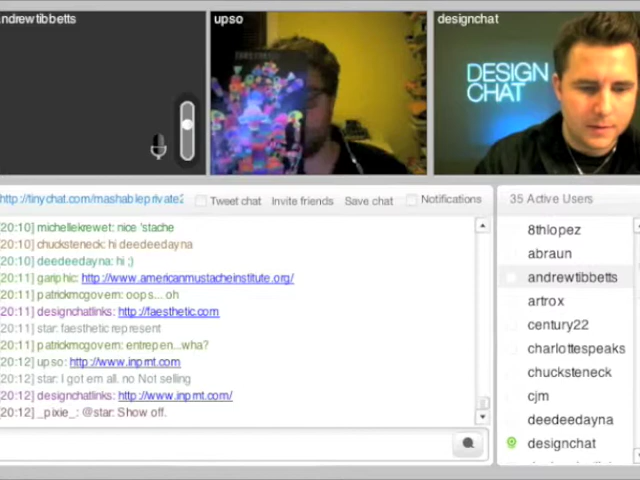 andrewtibbetts
upso
designchat
DESIGN
CHAT
http://tinychat.com/mashableprivate2
Tweet chat
Invite friends
Save chat
Notifications
35 Active Users
[20:10] michellekrewet: nice 'stache
[20:10] chucksteneck: hi deedeedayna
[20:10] deedeedayna: hi ;)
[20:11] gariphic: http://www.americanmustacheinstitute.org/
[20:11] patrickmcgovern: oops... oh
[20:11] designchatlinks: http://faesthetic.com
[20:11] star: faesthetic represent
[20:11] patrickmcgovern: entrepen...wha?
[20:12] upso: http://www.inprnt.com
[20:12] star: I got em all. no Not selling
[20:12] designchatlinks: http://www.inprnt.com/
[20:12] _pixie_: @star: Show off.
8thlopez
abraun
andrewtibbetts
artrox
century22
charlottespeaks
chucksteneck
cjm
deedeedayna
designchat